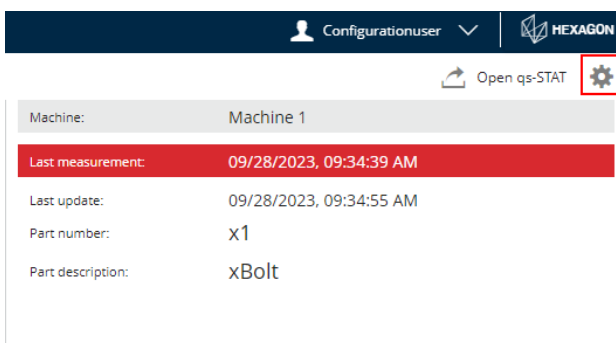 Configurationuser HEXAGON
Open qs-STAT
Machine: Machine 1
Last measurement: 09/28/2023, 09:34:39 AM
Last update: 09/28/2023, 09:34:55 AM
Part number: x1
Part description: xBolt